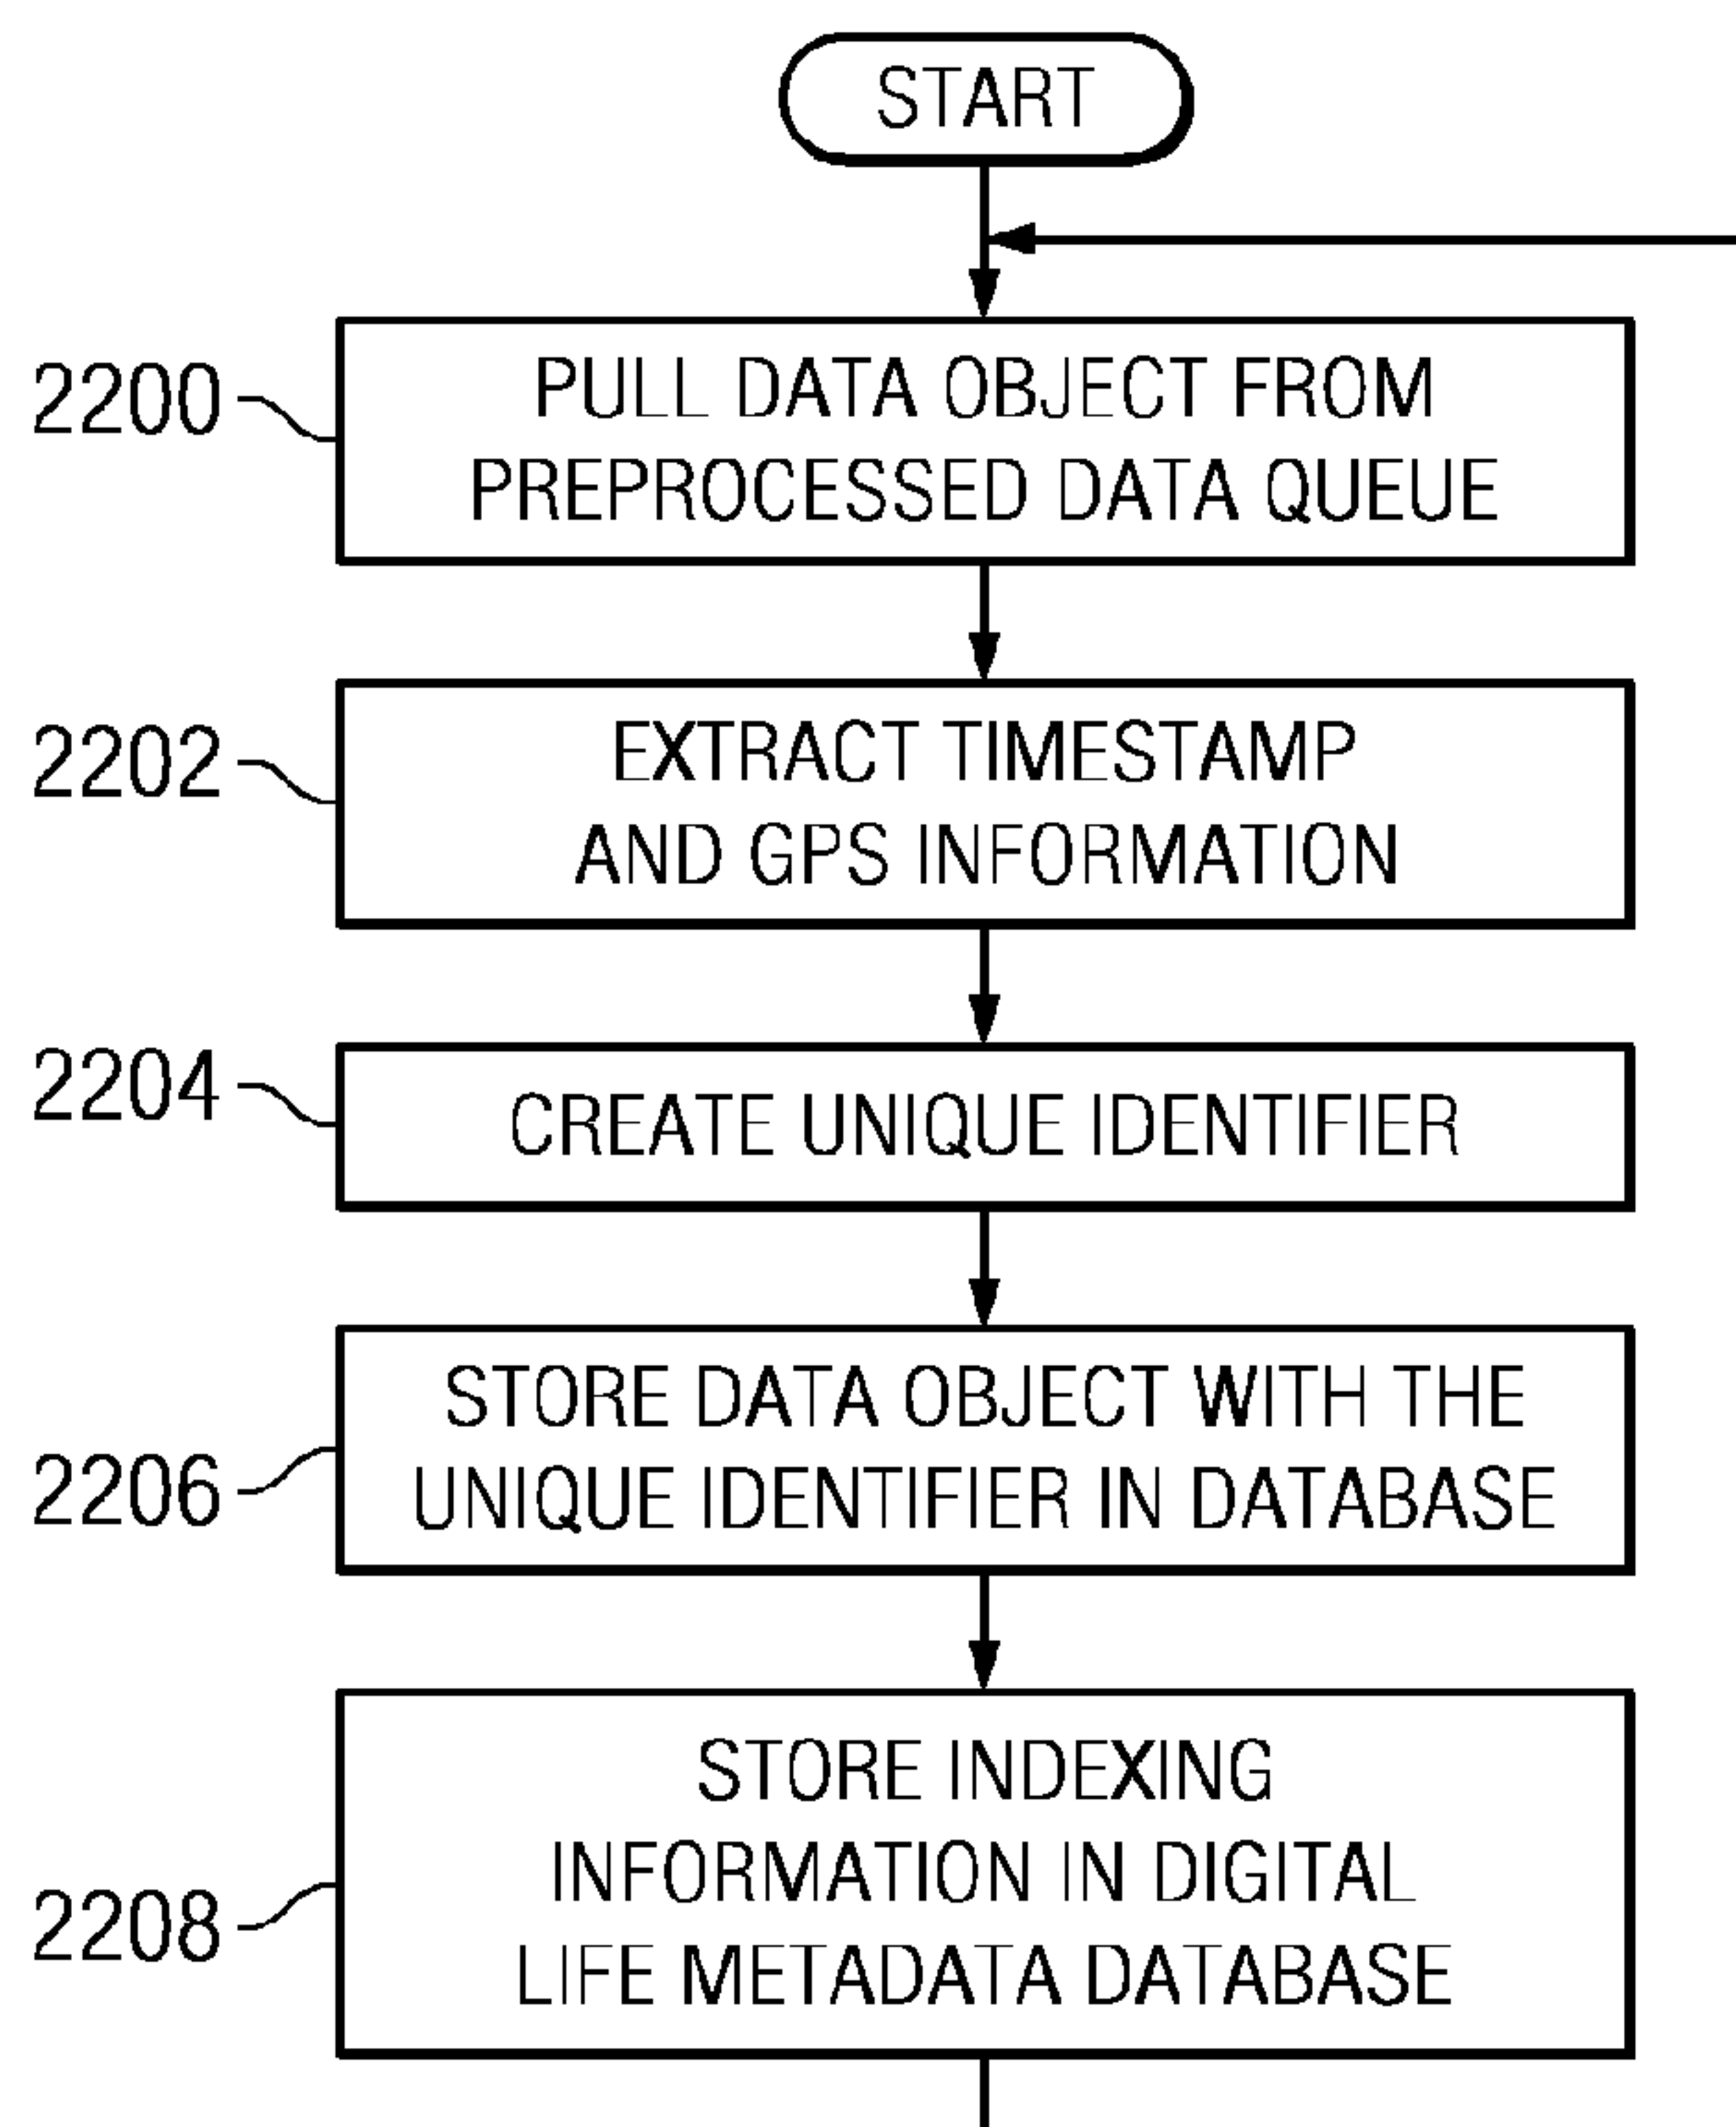 START
2200
PULL DATA OBJECT FROM
PREPROCESSED DATA QUEUE
2202
EXTRACT TIMESTAMP
AND GPS INFORMATION
2204
CREATE UNIQUE IDENTIFIER
2206
STORE DATA OBJECT WITH THE
UNIQUE IDENTIFIER IN DATABASE
2208
STORE INDEXING
INFORMATION IN DIGITAL
LIFE METADATA DATABASE